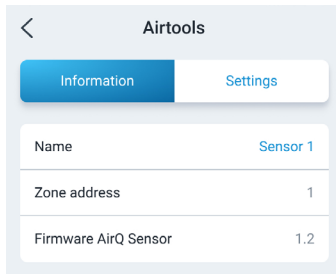 Airtools
Information Settings
Name Sensor 1
Zone address 1
Firmware AirQ Sensor 1.2